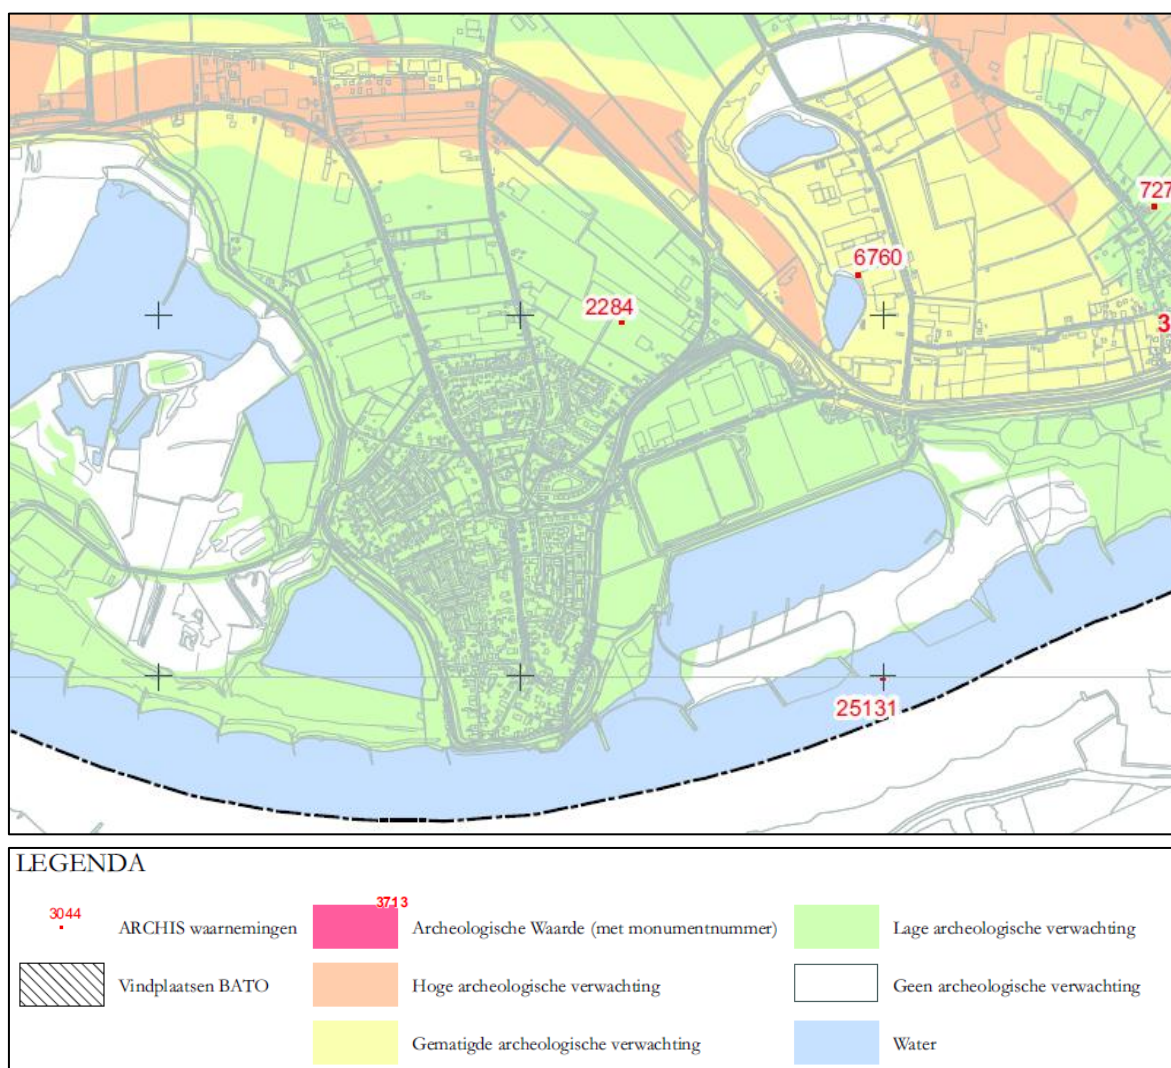 727
6760
2284
3
25131
LEGENDA
3044
ARCHIS waarnemingen
Vindplaatsen BATO
3713
Archeologische Waarde (met monumentnummer)
Hoge archeologische verwachting
Gematigde archeologische verwachting
Lage archeologische verwachting
Geen archeologische verwachting
Water